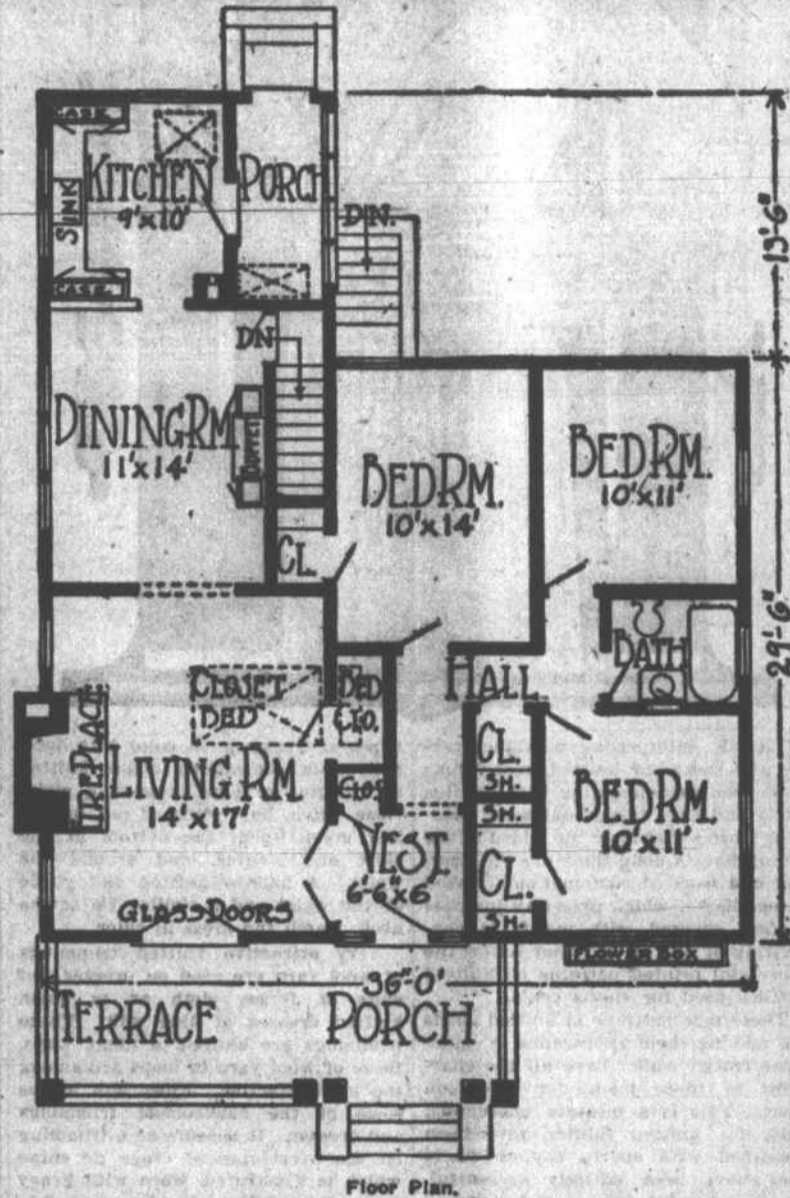 CASE.
KITCHEN
9'x10'
PORCH
SINK
CASE.
DN.
13'-6"
DN
DINING RM
11'x14'
BUFFET
BED RM.
10'x14'
BED RM.
10'x11'
CL.
29'-6"
BATH
HALL
CLOSET
BED
BED
CLO.
FIREPLACE
LIVING RM
14'x17'
CLOS
CL.
SH.
SH.
VEST.
6'-6"x6'
CL.
SH.
BED RM.
10'x11'
GLASS DOORS
FLOWER BOX
36"-0'
TERRACE
PORCH
Floor Plan.